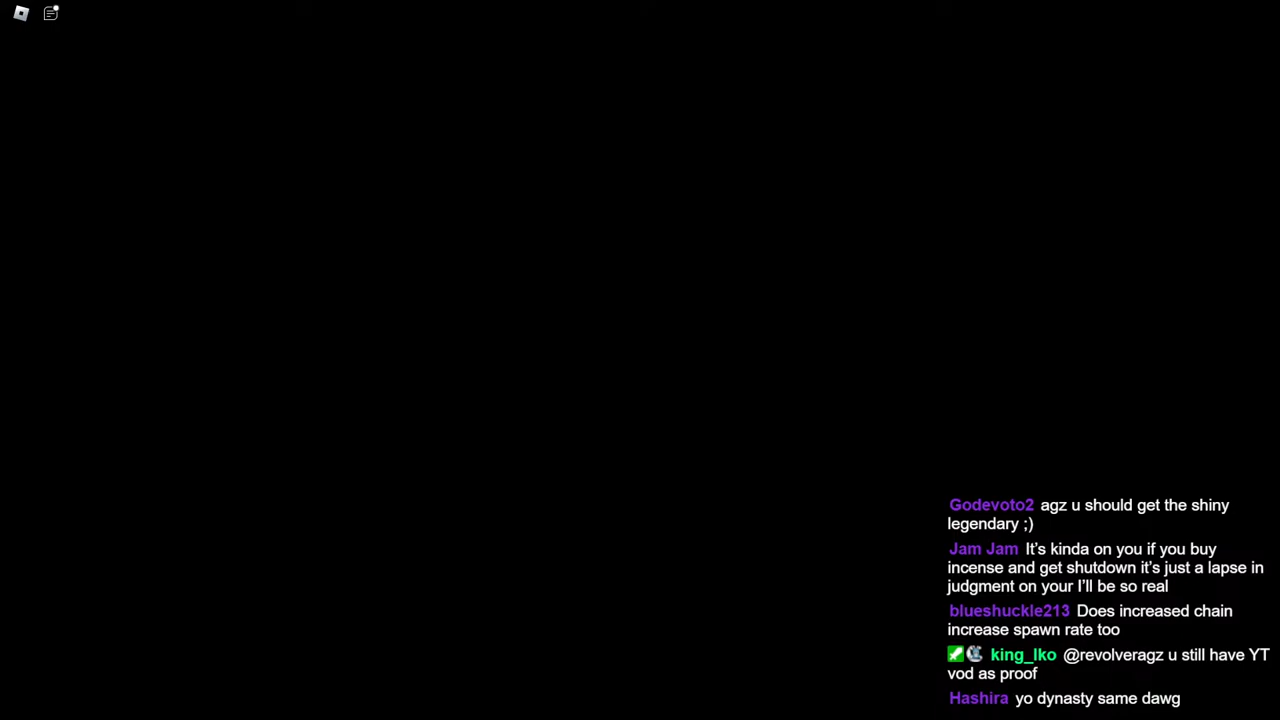 Godevoto2 agz u should get the shiny
legendary ;)
Jam Jam It's kinda on you if you buy
incense and get shutdown it's just a lapse in
judgment on your I'll be so real
blueshuckle213 Does increased chain
increase spawn rate too
king_lko @revolveragz u still have YT
vod as proof
Hashira yo dynasty same dawg